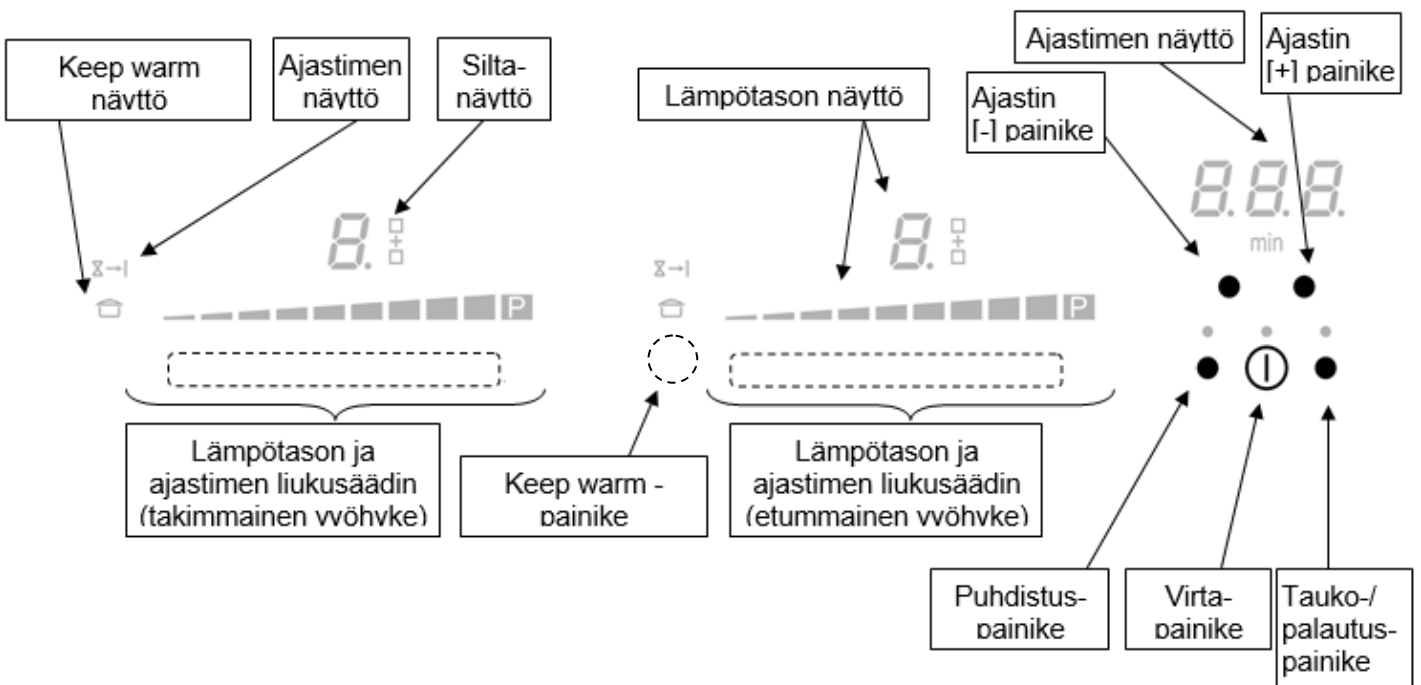 Keep warm
näyttö
Ajastimen
näyttö
Silta-
näyttö
Lämpötason näyttö
Ajastimen näyttö
Ajastin
[+] painike
Ajastin
[-] painike
8.
8.
8.8.8.
min
P
P
Lämpötason ja
ajastimen liukusäädin
(takimmainen vyöhyke)
Keep warm -
painike
Lämpötason ja
ajastimen liukusäädin
(etummainen vyöhyke)
Puhdistus-
painike
Virta-
painike
Tauko-/
palautus-
painike